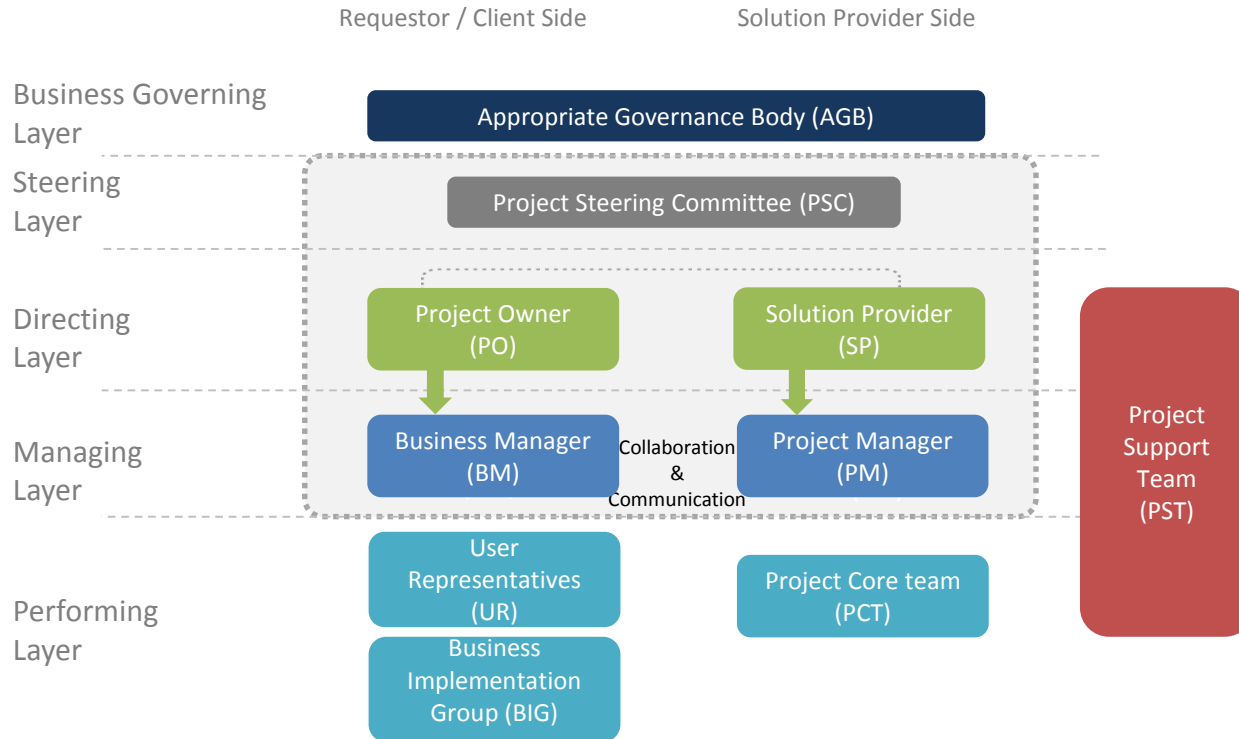 Requestor / Client Side
Solution Provider Side
Business Governing
Layer
Appropriate Governance Body (AGB)
Steering
Layer
Project Steering Committee (PSC)
Directing
Layer
Project Owner
(PO)
Solution Provider
(SP)
Managing
Layer
Business Manager
(BM)
Collaboration
&
Communication
Project Manager
(PM)
Project
Support
Team
(PST)
Performing
Layer
User
Representatives
(UR)
Project Core team
(PCT)
Business
Implementation
Group (BIG)